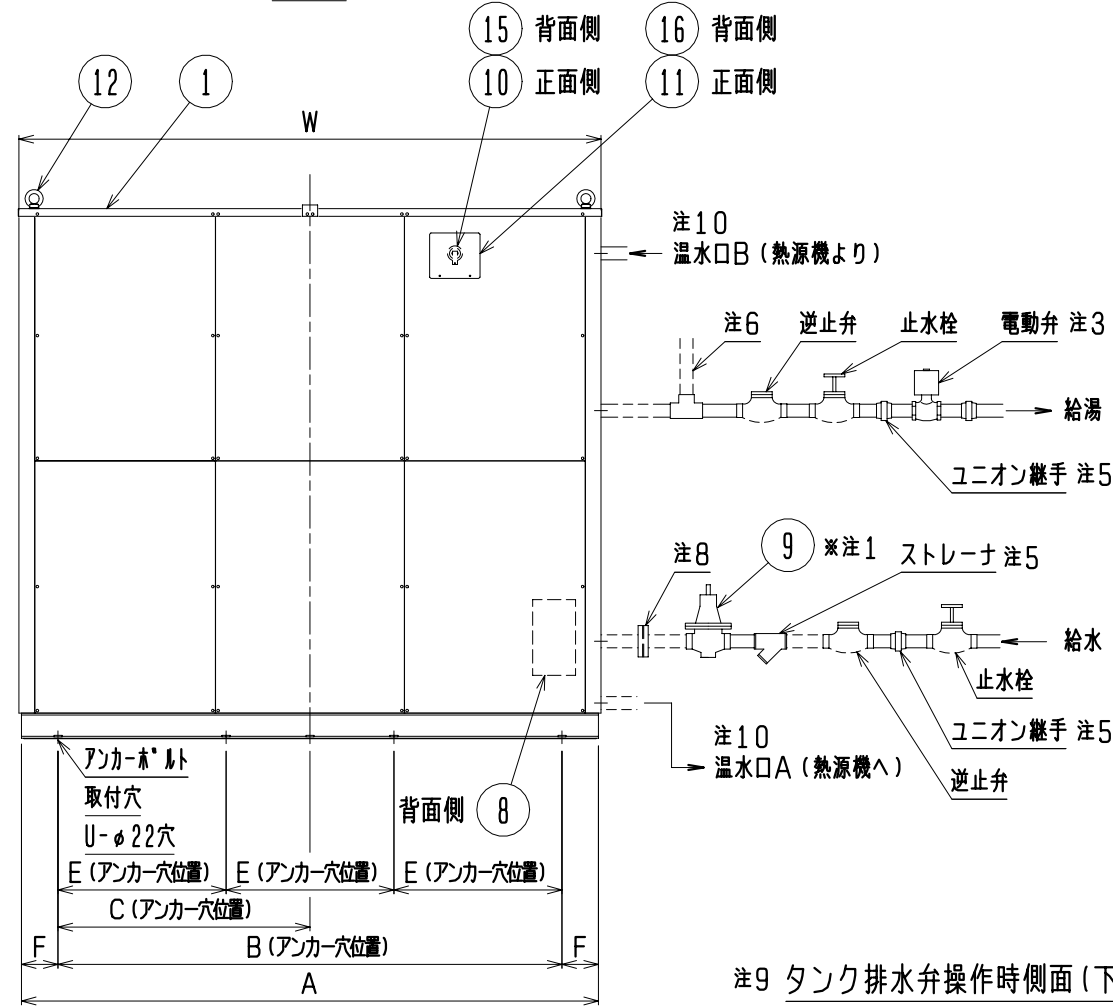 15 背面側
16 背面側
12
1
10 正面側
11 正面側
W
注10
温水口B（熱源機より）
注6
逆止弁
止水栓
電動弁 注3
給湯
ユニオン継手 注5
注8
9 ※注1
ストレーナ 注5
給水
止水栓
ユニオン継手 注5
逆止弁
注10
温水口A（熱源機へ）
アンカーボルト
取付穴
U-φ22穴
背面側 8
E（アンカー穴位置）
E（アンカー穴位置）
E（アンカー穴位置）
C（アンカー穴位置）
F
B（アンカー穴位置）
F
A
注9 タンク排水弁操作時側面（下